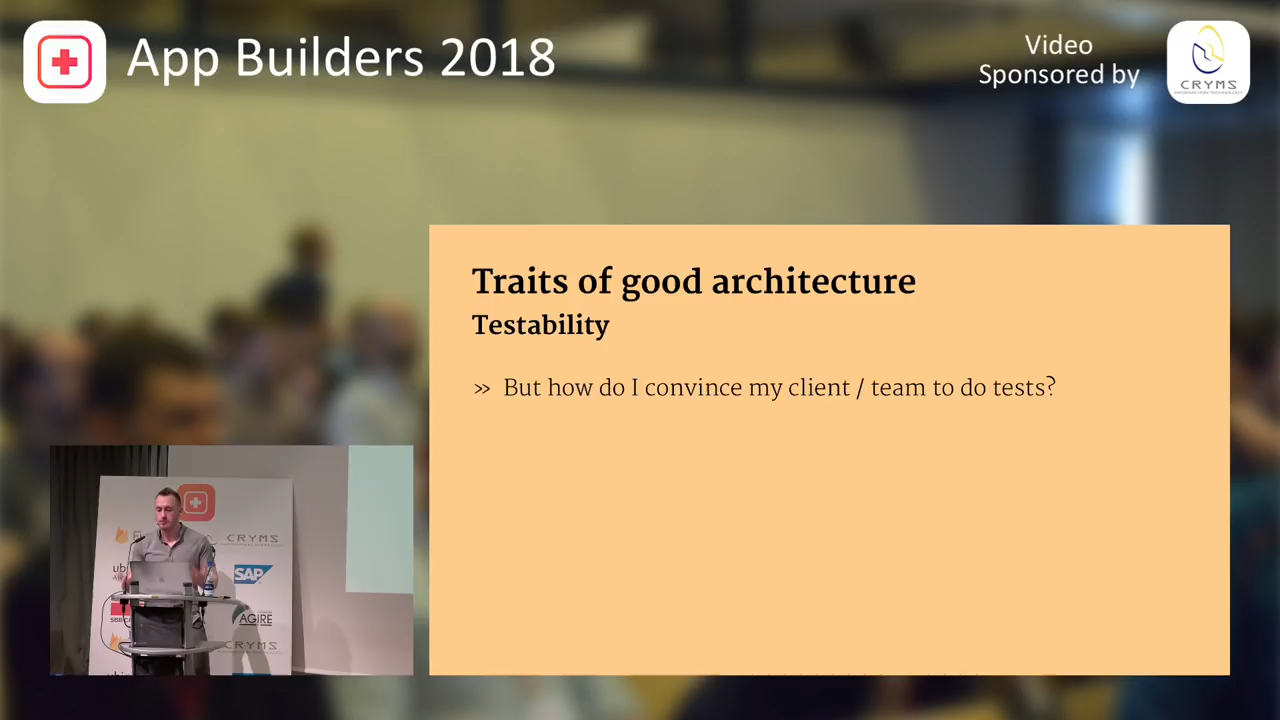 App Builders 2018
Video
Sponsored by
CRYMS
Traits of good architecture
Testability
» But how do I convince my client / team to do tests?
CRYMS
SAP
AGIRE
CRYMS